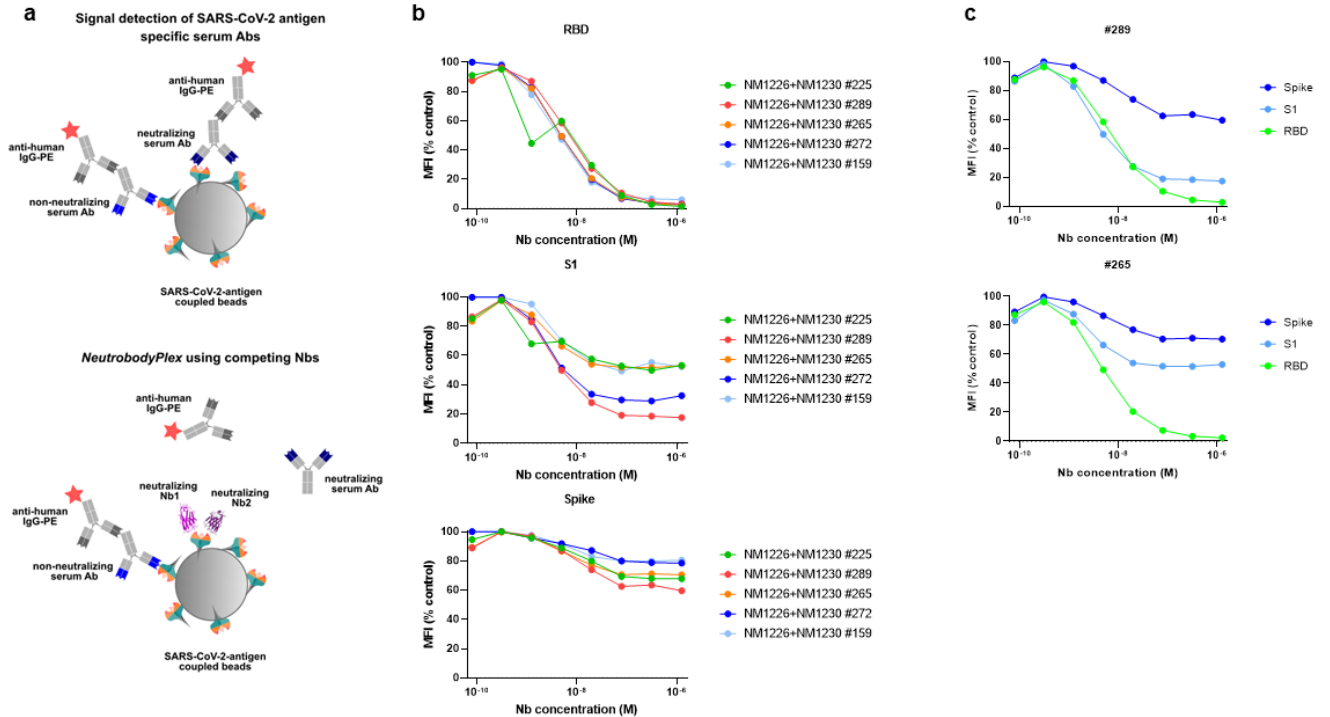 a
Signal detection of SARS-CoV-2 antigen
specific serum Abs
anti-human
IgG-PE
neutralizing
serum Ab
anti-human
IgG-PE
non-neutralizing
serum Ab
SARS-CoV-2-antigen
coupled beads
NeutrobodyPlex using competing Nbs
anti-human
IgG-PE
neutralizing
serum Ab
neutralizing
Nb1
neutralizing
Nb2
anti-human
IgG-PE
non-neutralizing
serum Ab
SARS-CoV-2-antigen
coupled beads
b
RBD
MFI (% control)
100
80
60
40
20
0
10⁻¹⁰
10⁻⁸
10⁻⁶
Nb concentration (M)
NM1226+NM1230 #225
NM1226+NM1230 #289
NM1226+NM1230 #265
NM1226+NM1230 #272
NM1226+NM1230 #159
S1
MFI (% control)
100
80
60
40
20
0
10⁻¹⁰
10⁻⁸
10⁻⁶
Nb concentration (M)
NM1226+NM1230 #225
NM1226+NM1230 #289
NM1226+NM1230 #265
NM1226+NM1230 #272
NM1226+NM1230 #159
Spike
MFI (% control)
100
80
60
40
20
0
10⁻¹⁰
10⁻⁸
10⁻⁶
Nb concentration (M)
NM1226+NM1230 #225
NM1226+NM1230 #289
NM1226+NM1230 #265
NM1226+NM1230 #272
NM1226+NM1230 #159
c
#289
MFI (% control)
100
80
60
40
20
0
10⁻¹⁰
10⁻⁸
10⁻⁶
Nb concentration (M)
Spike
S1
RBD
#265
MFI (% control)
100
80
60
40
20
0
10⁻¹⁰
10⁻⁸
10⁻⁶
Nb concentration (M)
Spike
S1
RBD